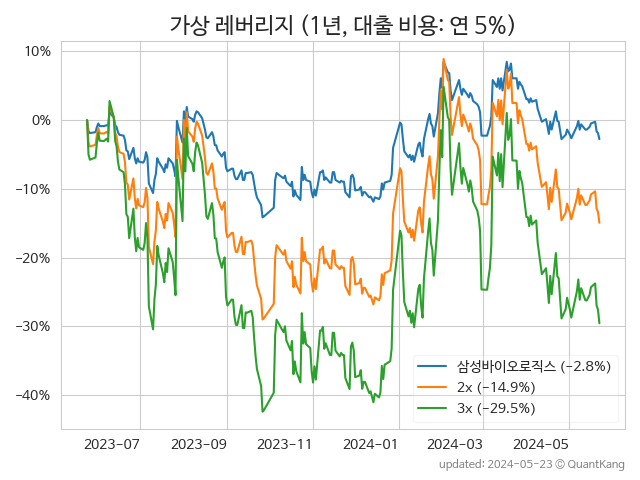 가상 레버리지 (1년, 대출 비용: 연 5%)
10%
0%
−10%
−20%
−30%
−40%
삼성바이오로직스 (−2.8%)
2x (−14.9%)
3x (−29.5%)
2023-07 2023-09 2023-11 2024-01 2024-03 2024-05
updated: 2024-05-23 ⓒ QuantKang